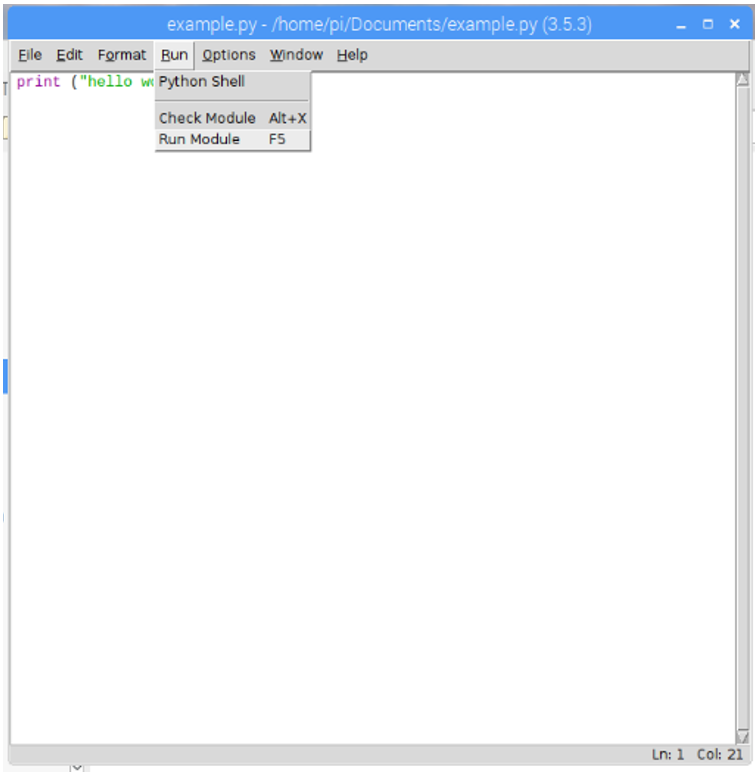 example.py - /home/pi/Documents/example.py (3.5.3)
File Edit Format Run Options Window Help
print ("hello
Python Shell
Check Module Alt+X
Run Module F5
Ln: 1 Col: 21